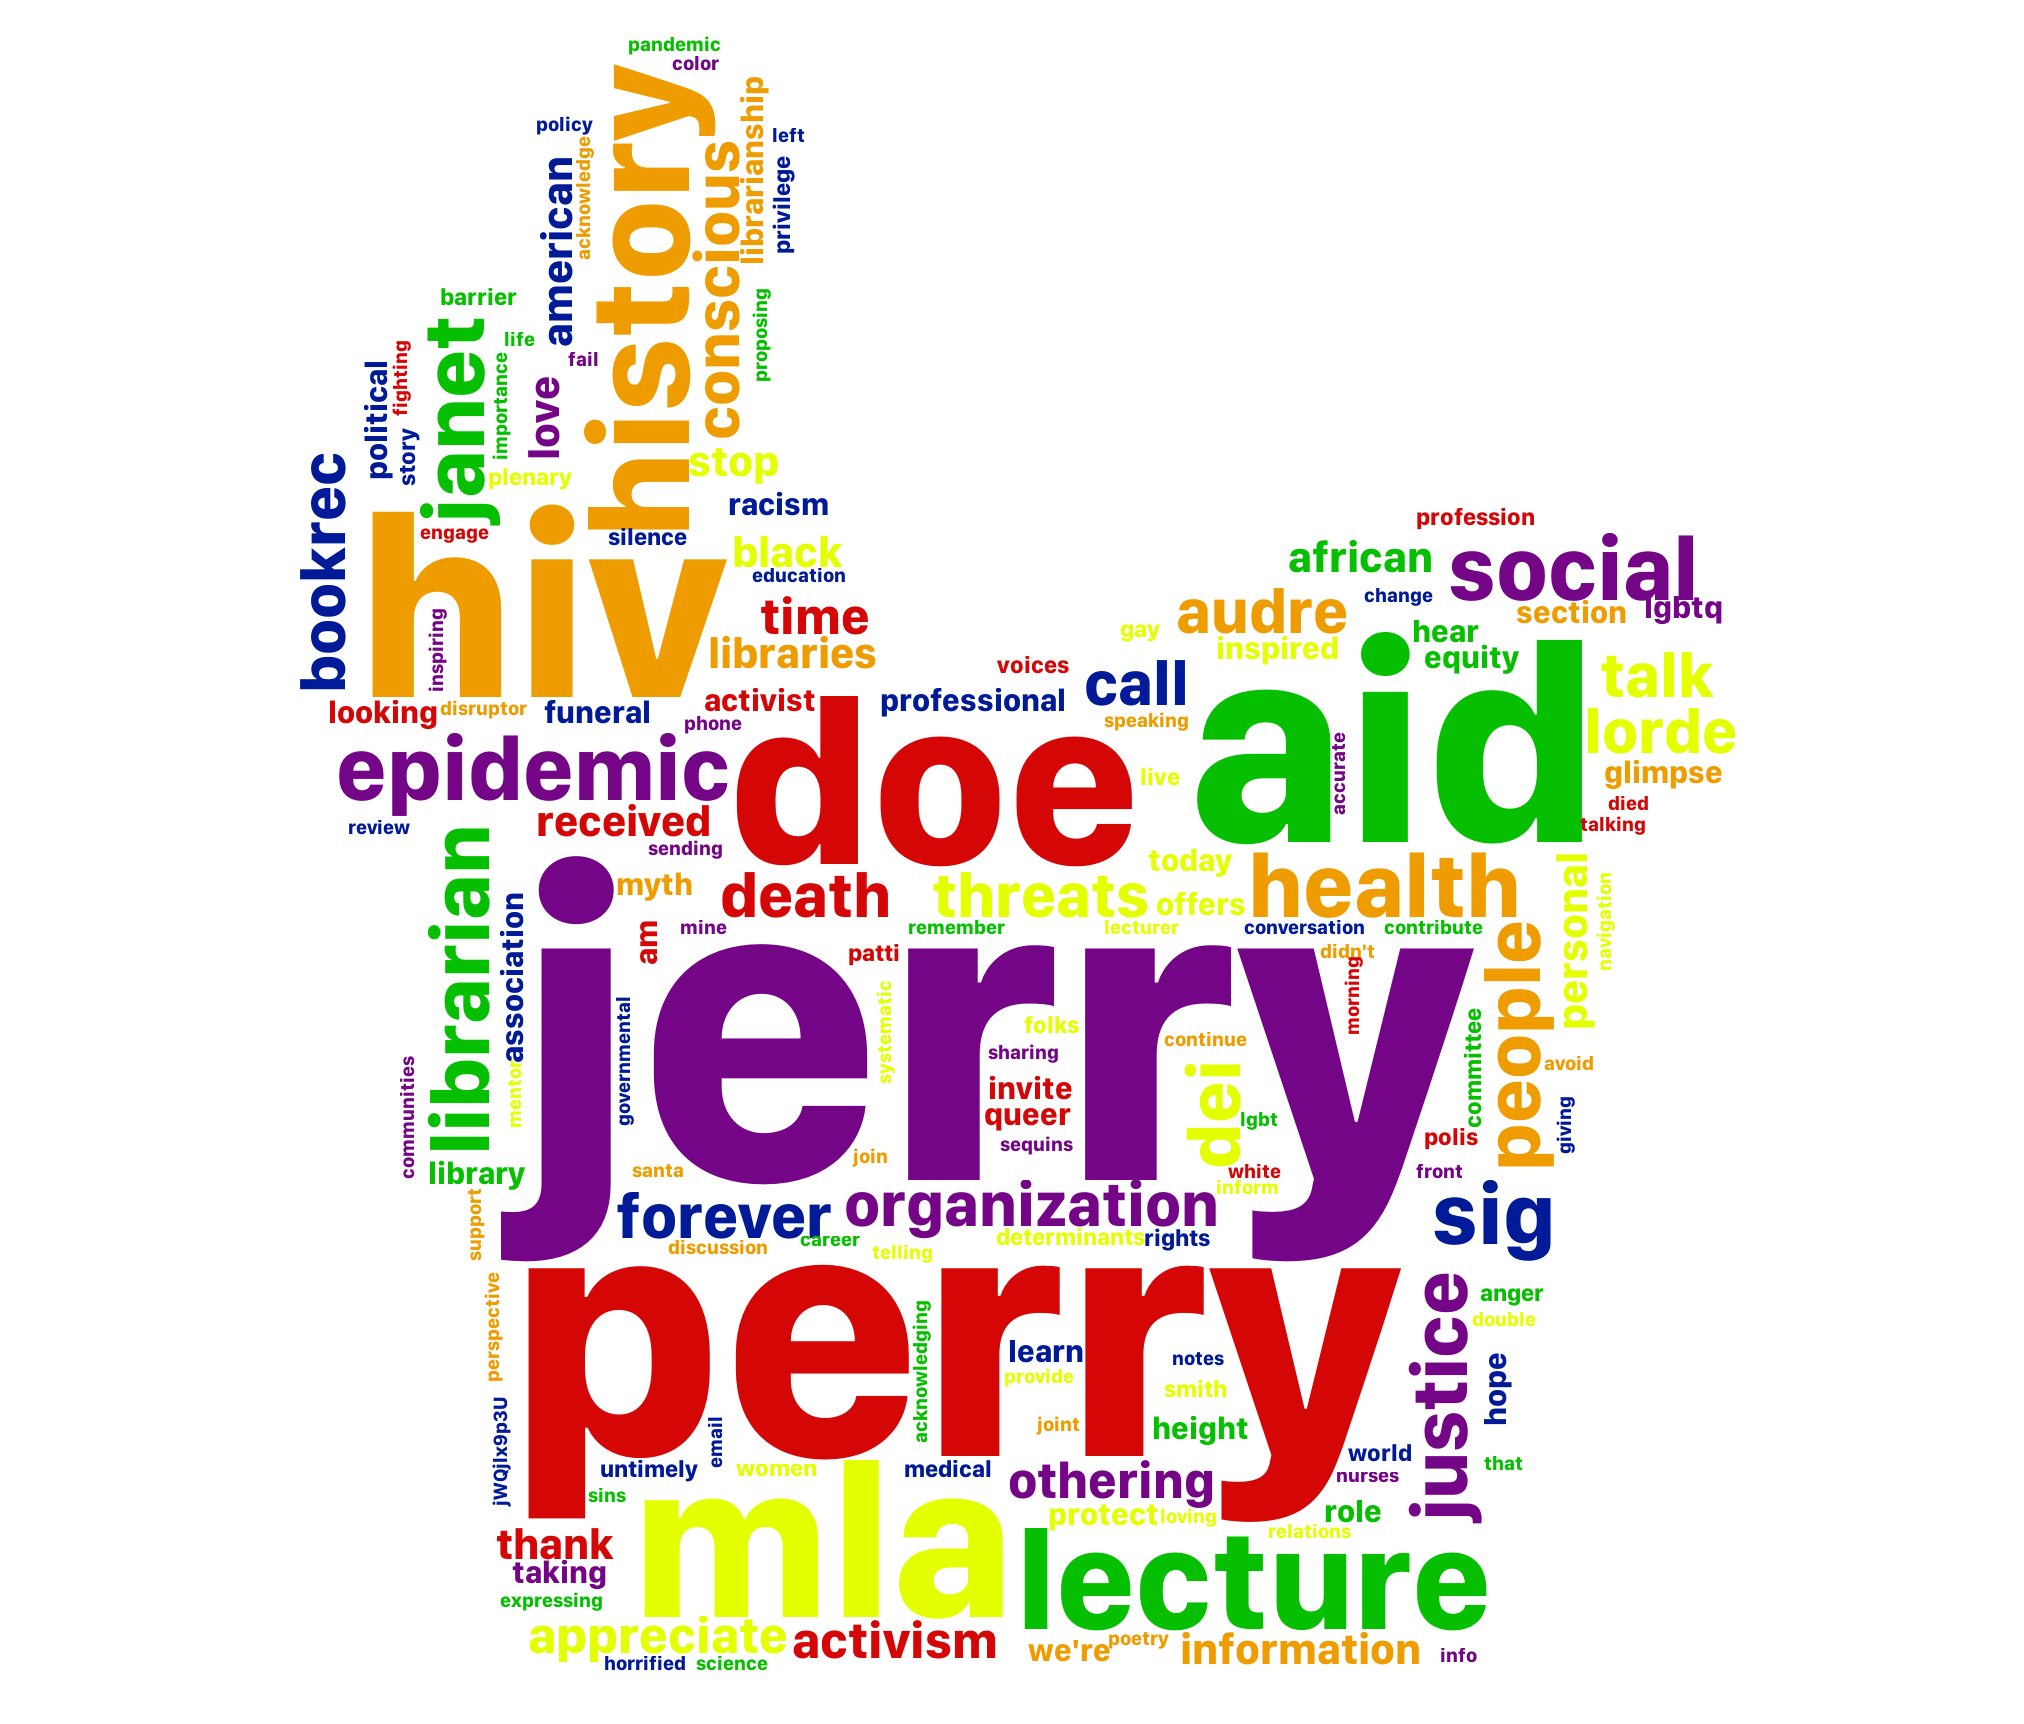 pandemic
color
policy
acknowledge
american
history
conscious
librarianship
left
privilege
proposing
barrier
life
fail
janet
importance
love
political
fighting
story
plenary
stop
bookrec
racism
engage
silence
hiv
inspiring
black
education
time
libraries
looking
disruptor
funeral
activist
phone
professional
voices
call
speaking
gay
audre
inspired
african
change
profession
social
section
lgbtq
hear
equity
talk
lorde
glimpse
died
talking
aid
accurate
epidemic
doe
live
review
received
sending
myth
death
threats
today
offers
health
personal
navigation
librarian
association
am
mine
patti
remember
lecturer
conversation
contribute
didn't
morning
people
jerry
governmental
systematic
folks
sharing
continue
invite
queer
sequins
dei
lgbt
committee
avoid
giving
polis
communities
mentor
library
santa
join
white
inform
front
support
forever
organization
sig
discussion
career
telling
determinants
rights
perspective
perry
acknowledging
learn
provide
notes
smith
joint
height
justice
anger
double
hope
jWQjIx9p3U
email
untimely
women
medical
othering
world
nurses
that
sins
mla
protect
loving
role
relations
thank
taking
lecture
expressing
appreciate
activism
we're
poetry
information
info
horrified
science